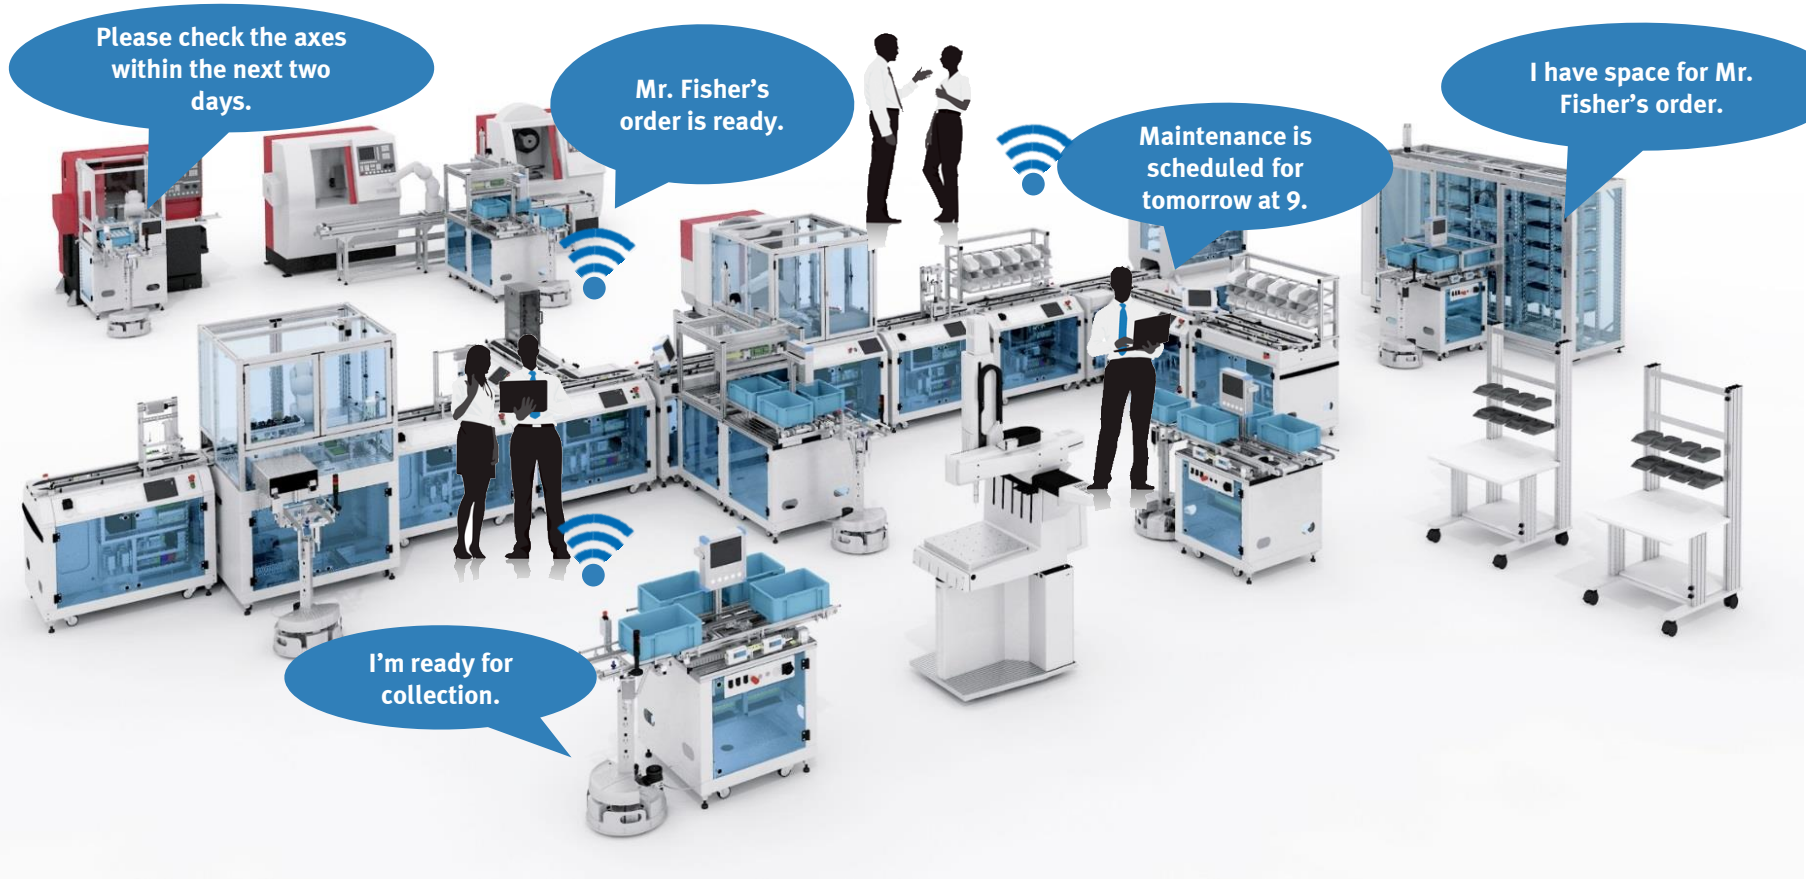 Please check the axes
within the next two
days.
Mr. Fisher’s
order is ready.
Maintenance is
scheduled for
tomorrow at 9.
I have space for Mr.
Fisher’s order.
I’m ready for
collection.